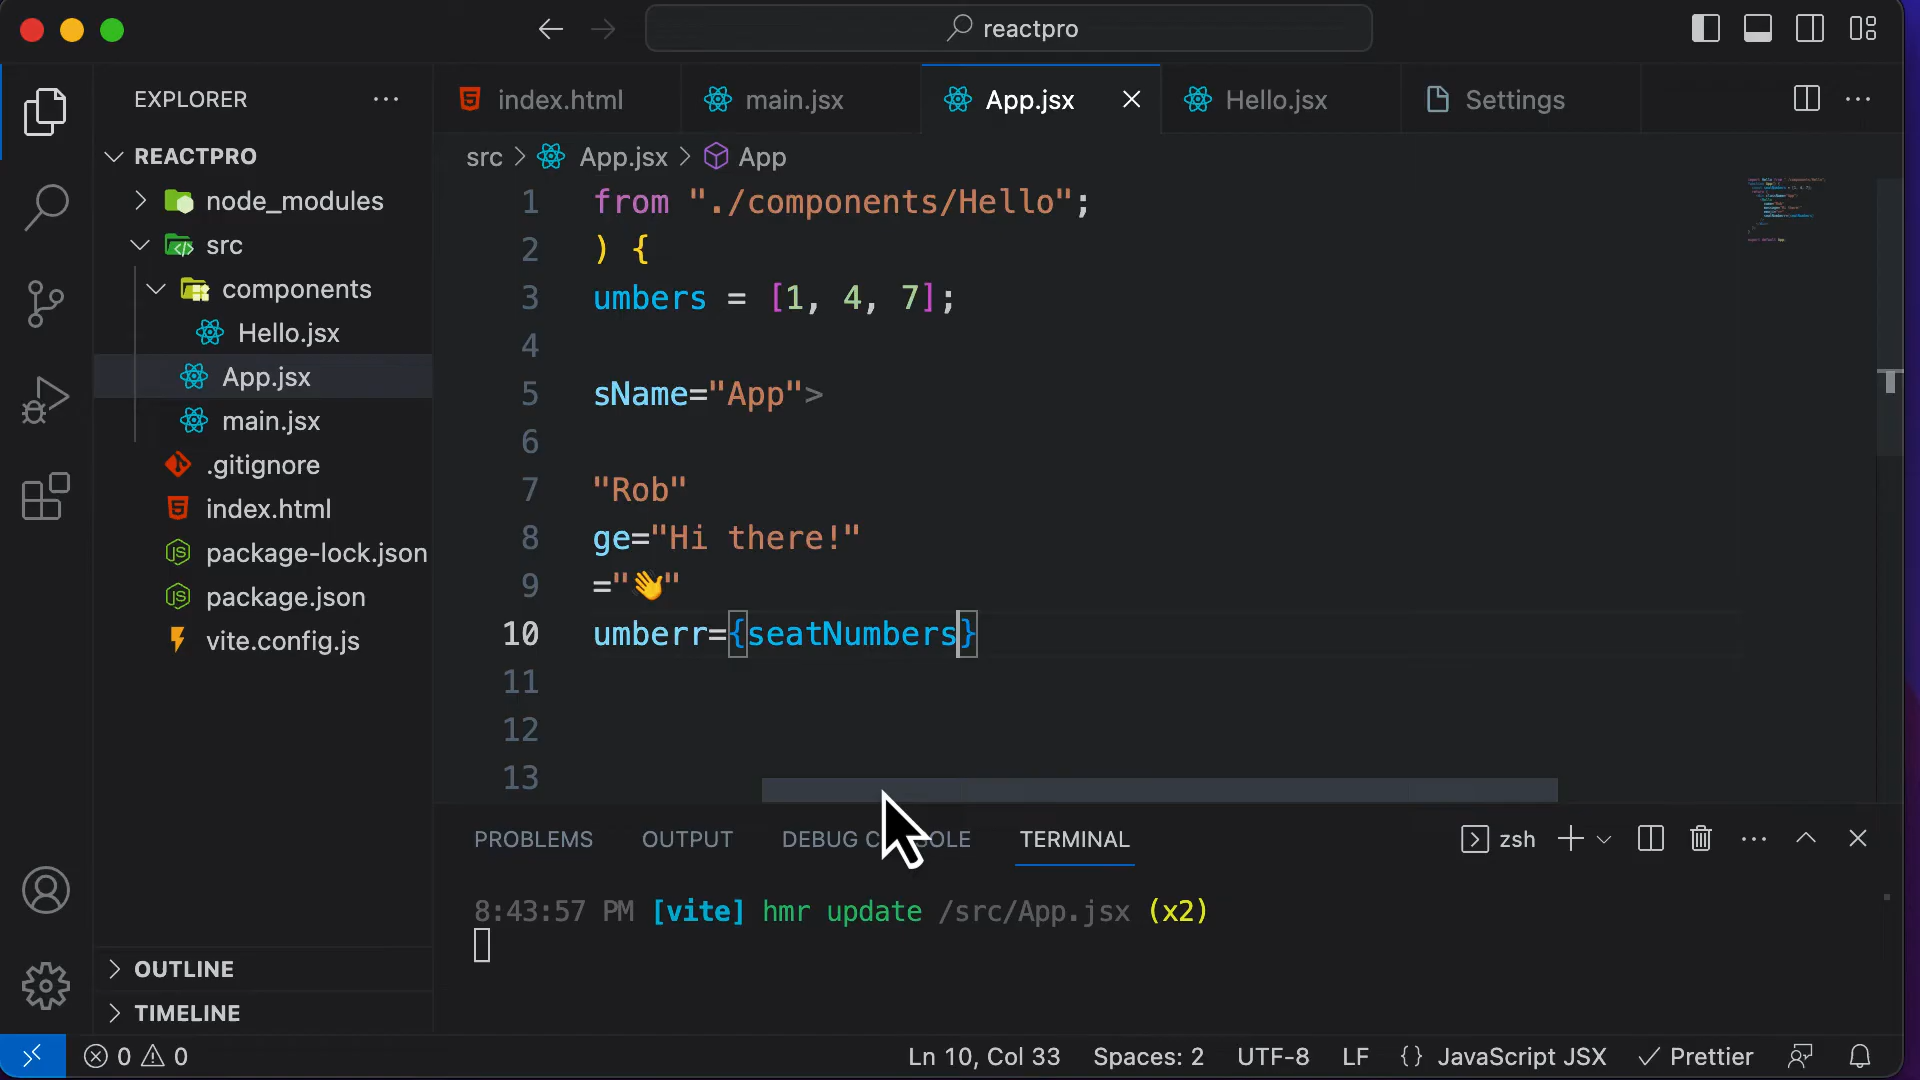 reactpro
EXPLORER
REACTPRO
node_modules
src
components
Hello.jsx
App.jsx
main.jsx
.gitignore
index.html
package-lock.json
package.json
vite.config.js
OUTLINE
TIMELINE
index.html
main.jsx
App.jsx
Hello.jsx
Settings
src > App.jsx > App
1 from "./components/Hello";
2 ) {
3 umbers = [1, 4, 7];
4
5 sName="App">
6
7 "Rob"
8 ge="Hi there!"
9 ="👋"
10 umberr={seatNumbers}
11
12
13
PROBLEMS OUTPUT DEBUG CONSOLE TERMINAL
zsh
8:43:57 PM [vite] hmr update /src/App.jsx (x2)
0 0
Ln 10, Col 33 Spaces: 2 UTF-8 LF {} JavaScript JSX Prettier